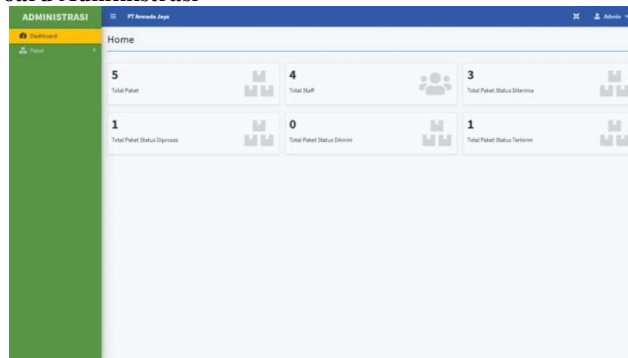 ADMINISTRASI
PT Armada Jaya
Admin
Dashboard
Paket
Home
5
Total Paket
4
Total Staff
3
Total Paket Status Diterima
1
Total Paket Status Diproses
0
Total Paket Status Dikirim
1
Total Paket Status Terkirim